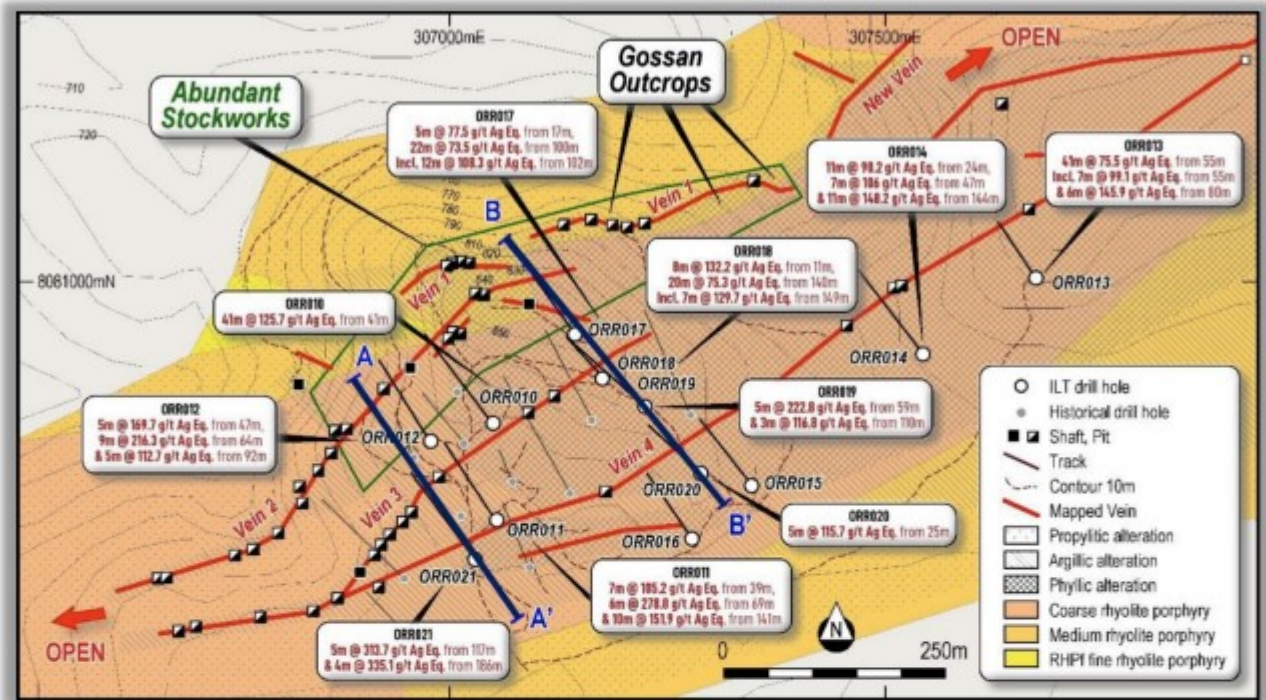 307000mE
307500mE
OPEN
Gossan
Outcrops
New Vein
710
720
Abundant
Stockworks
ORR017
5m @ 77.5 g/t Ag Eq. from 17m,
22m @ 73.5 g/t Ag Eq. from 100m
Incl. 12m @ 108.3 g/t Ag Eq. from 102m
ORR014
11m @ 98.2 g/t Ag Eq. from 24m,
7m @ 186 g/t Ag Eq. from 47m
& 11m @ 148.2 g/t Ag Eq. from 144m
ORR013
41m @ 75.5 g/t Ag Eq. from 55m
Incl. 7m @ 99.1 g/t Ag Eq. from 55m
& 6m @ 145.9 g/t Ag Eq. from 80m
770
780
790
810
820
Vein 1
B
ORR018
8m @ 132.2 g/t Ag Eq. from 11m,
20m @ 75.3 g/t Ag Eq. from 140m
Incl. 7m @ 129.7 g/t Ag Eq. from 149m
8081000mN
840
850
ORR013
ORR010
41m @ 125.7 g/t Ag Eq. from 41m
ORR017
ORR014
A
ORR018
ORR019
ORR010
ORR019
5m @ 222.8 g/t Ag Eq. from 59m
& 3m @ 116.8 g/t Ag Eq. from 110m
ORR012
5m @ 169.7 g/t Ag Eq. from 47m,
9m @ 216.3 g/t Ag Eq. from 64m
& 5m @ 112.7 g/t Ag Eq. from 92m
ORR012
Vein 4
ORR020
ORR015
Vein 2
Vein 3
ORR011
B'
ORR016
ORR020
5m @ 115.7 g/t Ag Eq. from 25m
ORR021
ORR011
7m @ 105.2 g/t Ag Eq. from 39m,
6m @ 278.0 g/t Ag Eq. from 69m
& 10m @ 151.9 g/t Ag Eq. from 141m
A'
OPEN
ORR021
5m @ 313.7 g/t Ag Eq. from 117m
& 4m @ 335.1 g/t Ag Eq. from 186m
N
0
250m
ILT drill hole
Historical drill hole
Shaft, Pit
Track
Contour 10m
Mapped Vein
Propylitic alteration
Argillic alteration
Phyllic alteration
Coarse rhyolite porphyry
Medium rhyolite porphyry
RHPf fine rhyolite porphyry